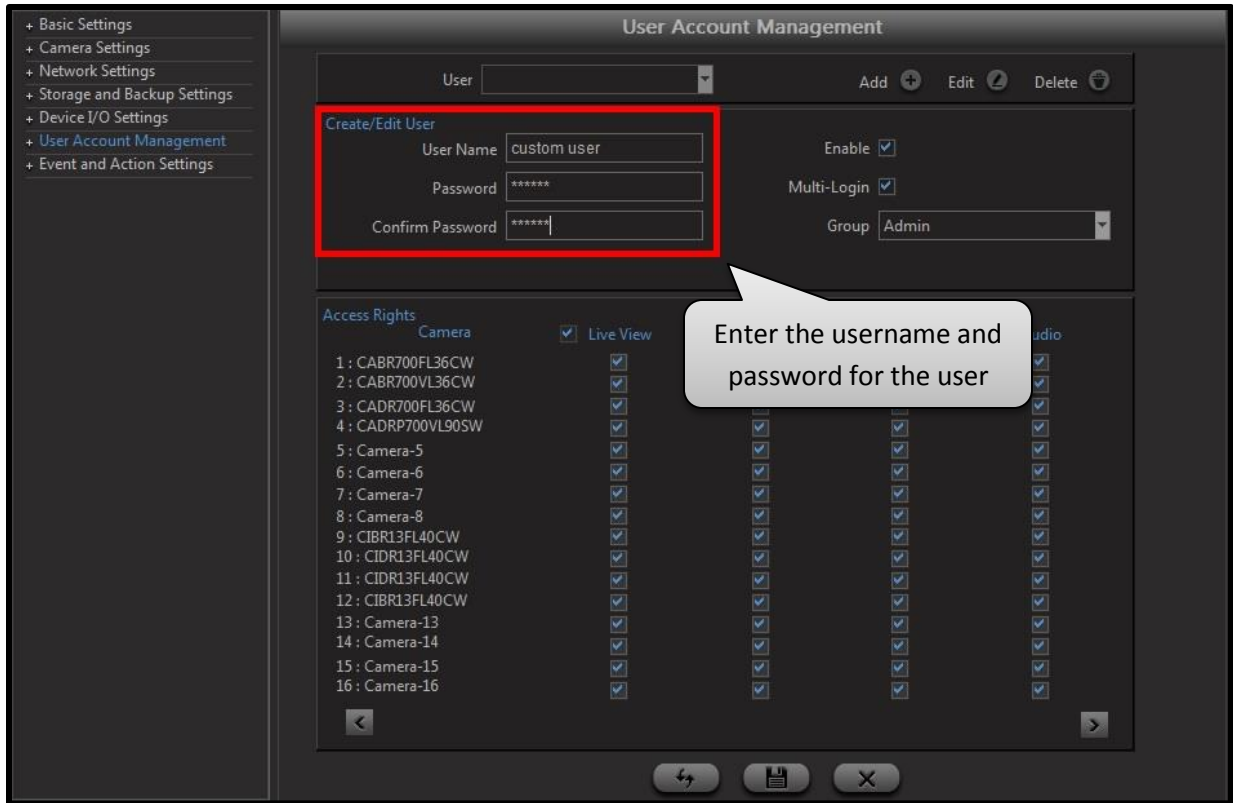 + Basic Settings
+ Camera Settings
+ Network Settings
+ Storage and Backup Settings
+ Device I/O Settings
+ User Account Management
+ Event and Action Settings
User Account Management
User
Add Edit Delete
Create/Edit User
User Name custom user
Enable
Password ******
Multi-Login
Confirm Password ******
Group Admin
Enter the username and
password for the user
Access Rights
Camera Live View udio
1 : CABR700FL36CW
2 : CABR700VL36CW
3 : CADR700FL36CW
4 : CADRP700VL90SW
5 : Camera-5
6 : Camera-6
7 : Camera-7
8 : Camera-8
9 : CIBR13FL40CW
10 : CIDR13FL40CW
11 : CIDR13FL40CW
12 : CIBR13FL40CW
13 : Camera-13
14 : Camera-14
15 : Camera-15
16 : Camera-16